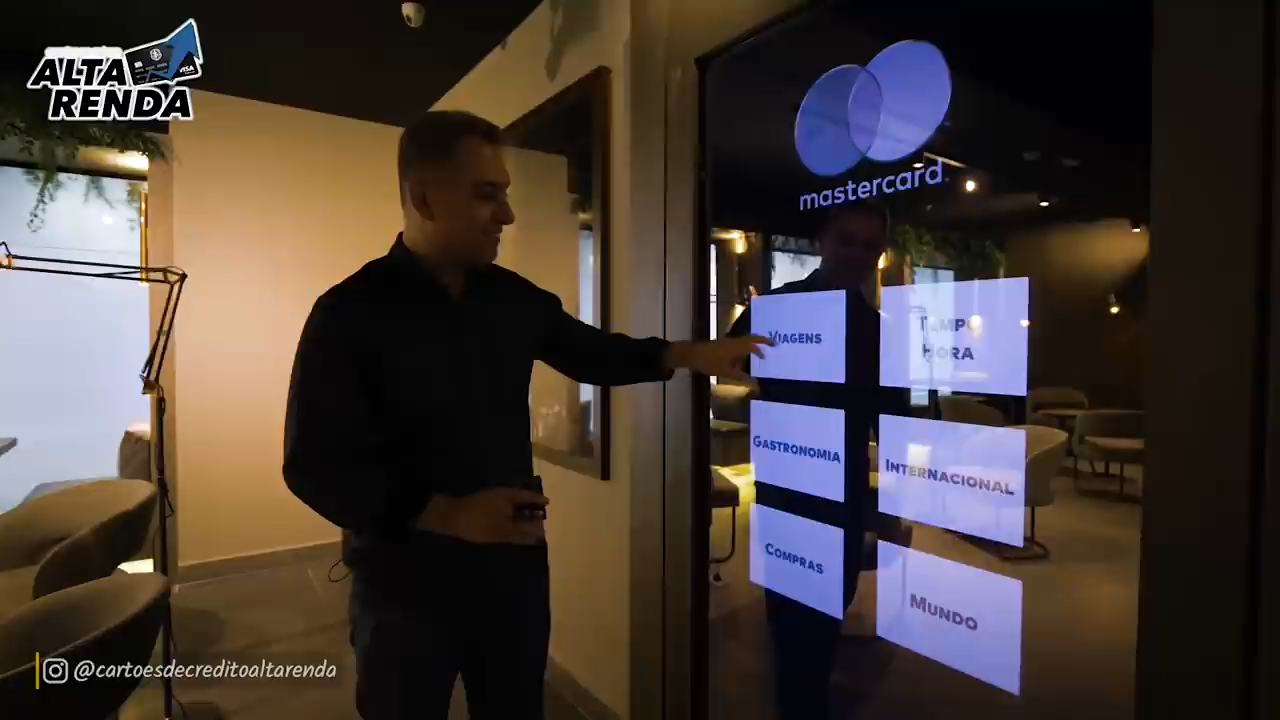 ALTA
RENDA
VISA
mastercard
VIAGENS
TEMPO
HORA
GASTRONOMIA
INTERNACIONAL
COMPRAS
MUNDO
@cartoesdecreditoaltarenda